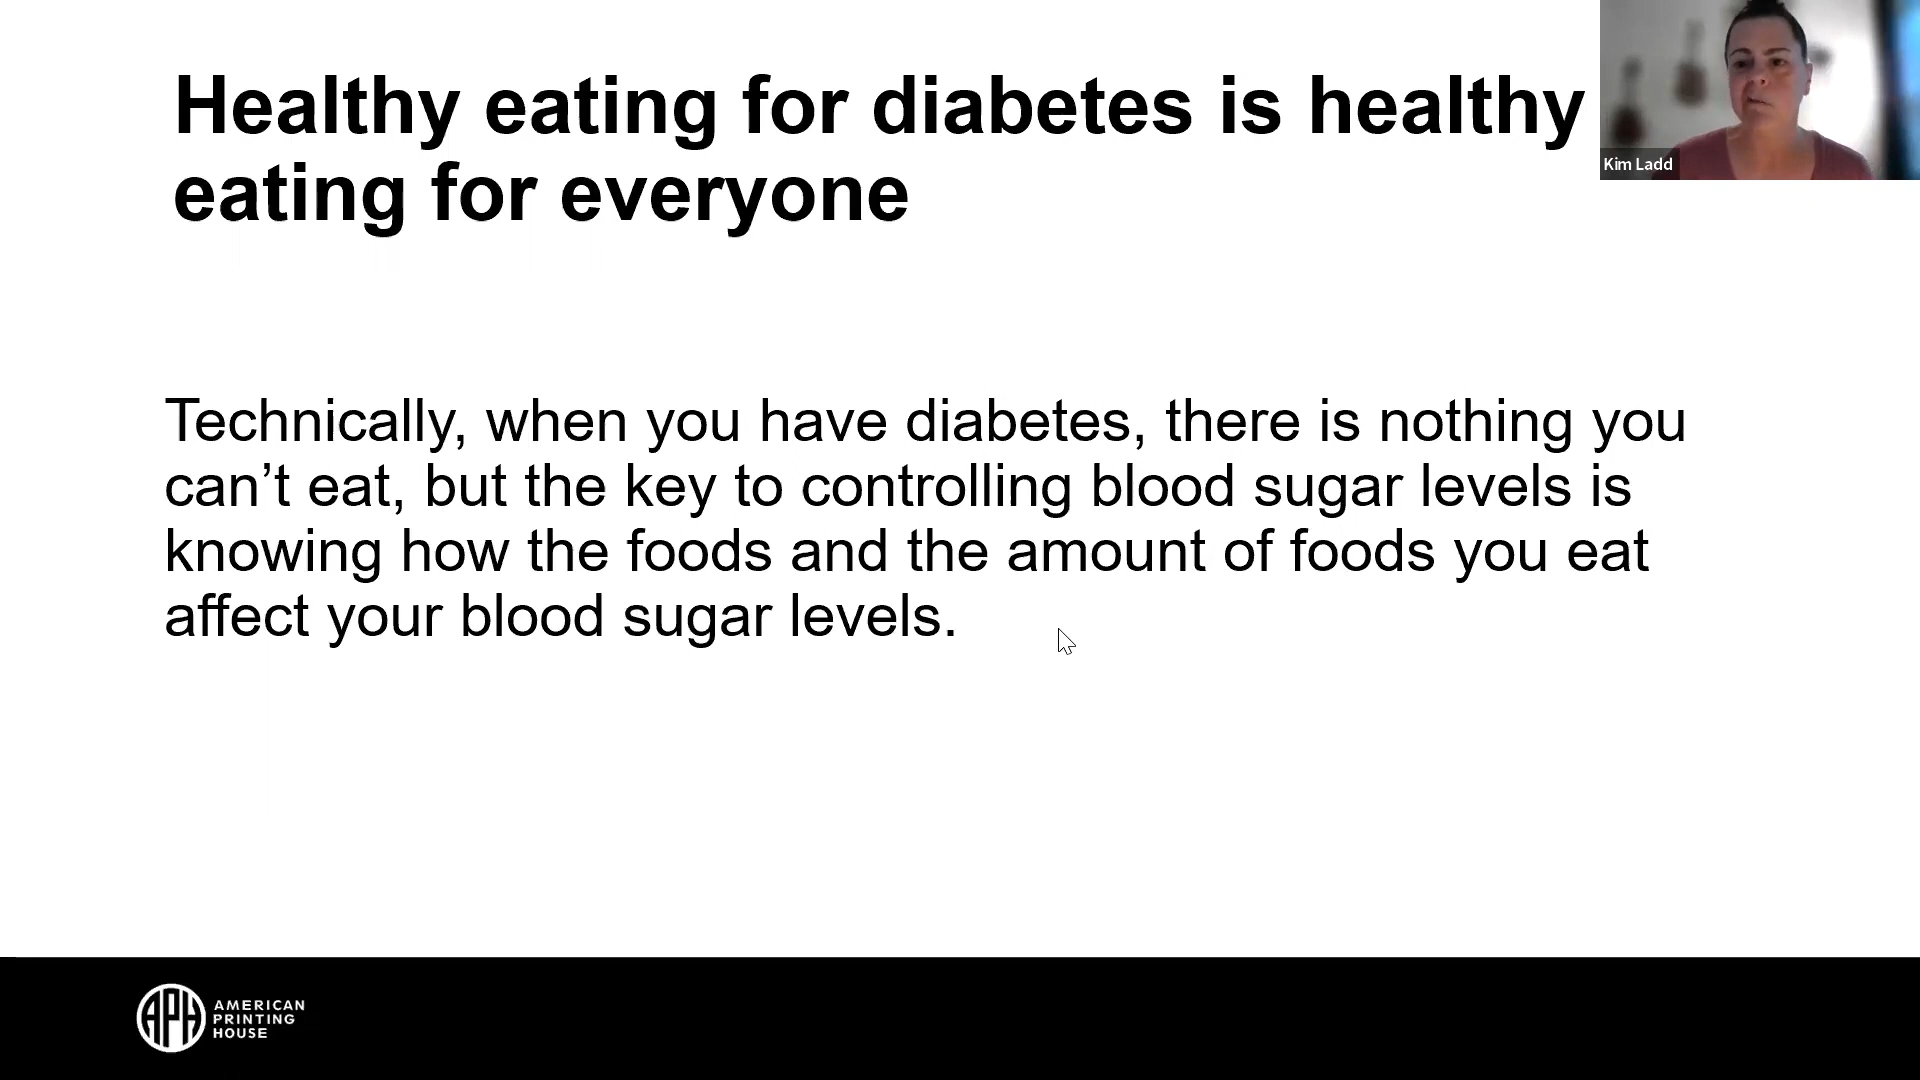 Healthy eating for diabetes is healthy
eating for everyone
Kim Ladd
Technically, when you have diabetes, there is nothing you
can’t eat, but the key to controlling blood sugar levels is
knowing how the foods and the amount of foods you eat
affect your blood sugar levels.
APH
AMERICAN
PRINTING
HOUSE